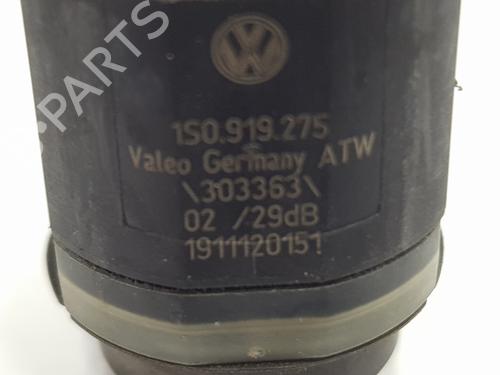 PARTS
1S0.919.275
Valeo Germany ATW
\303363\
02 /29dB
1911120151